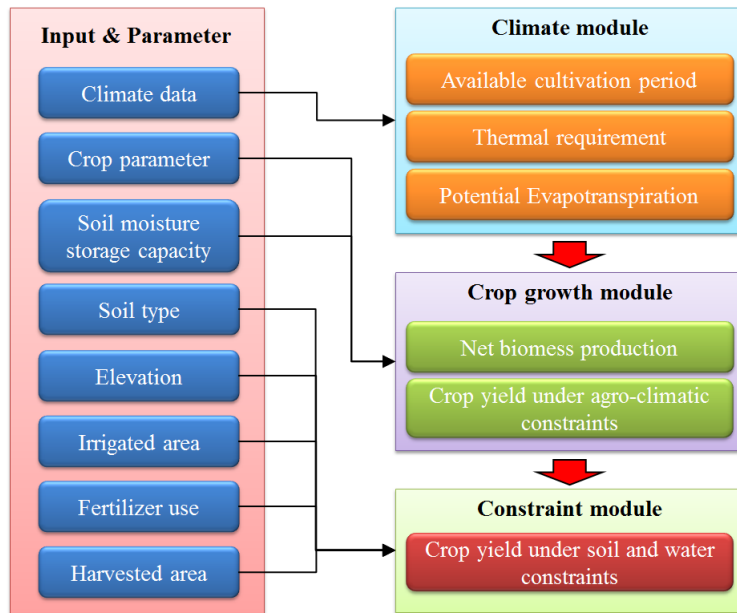 Input & Parameter
Climate data
Crop parameter
Soil moisture
storage capacity
Soil type
Elevation
Irrigated area
Fertilizer use
Harvested area
Climate module
Available cultivation period
Thermal requirement
Potential Evapotranspiration
Crop growth module
Net biomess production
Crop yield under agro-climatic
constraints
Constraint module
Crop yield under soil and water
constraints